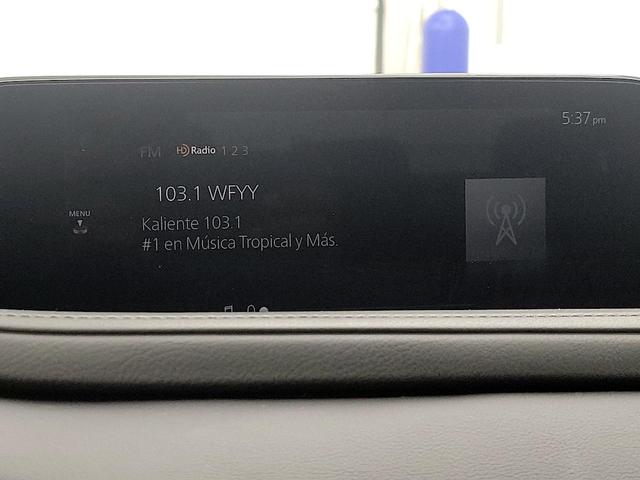 5:37 pm
FM HD Radio 1 2 3
103.1 WFYY
MENU
Kaliente 103.1
#1 en Música Tropical y Más.